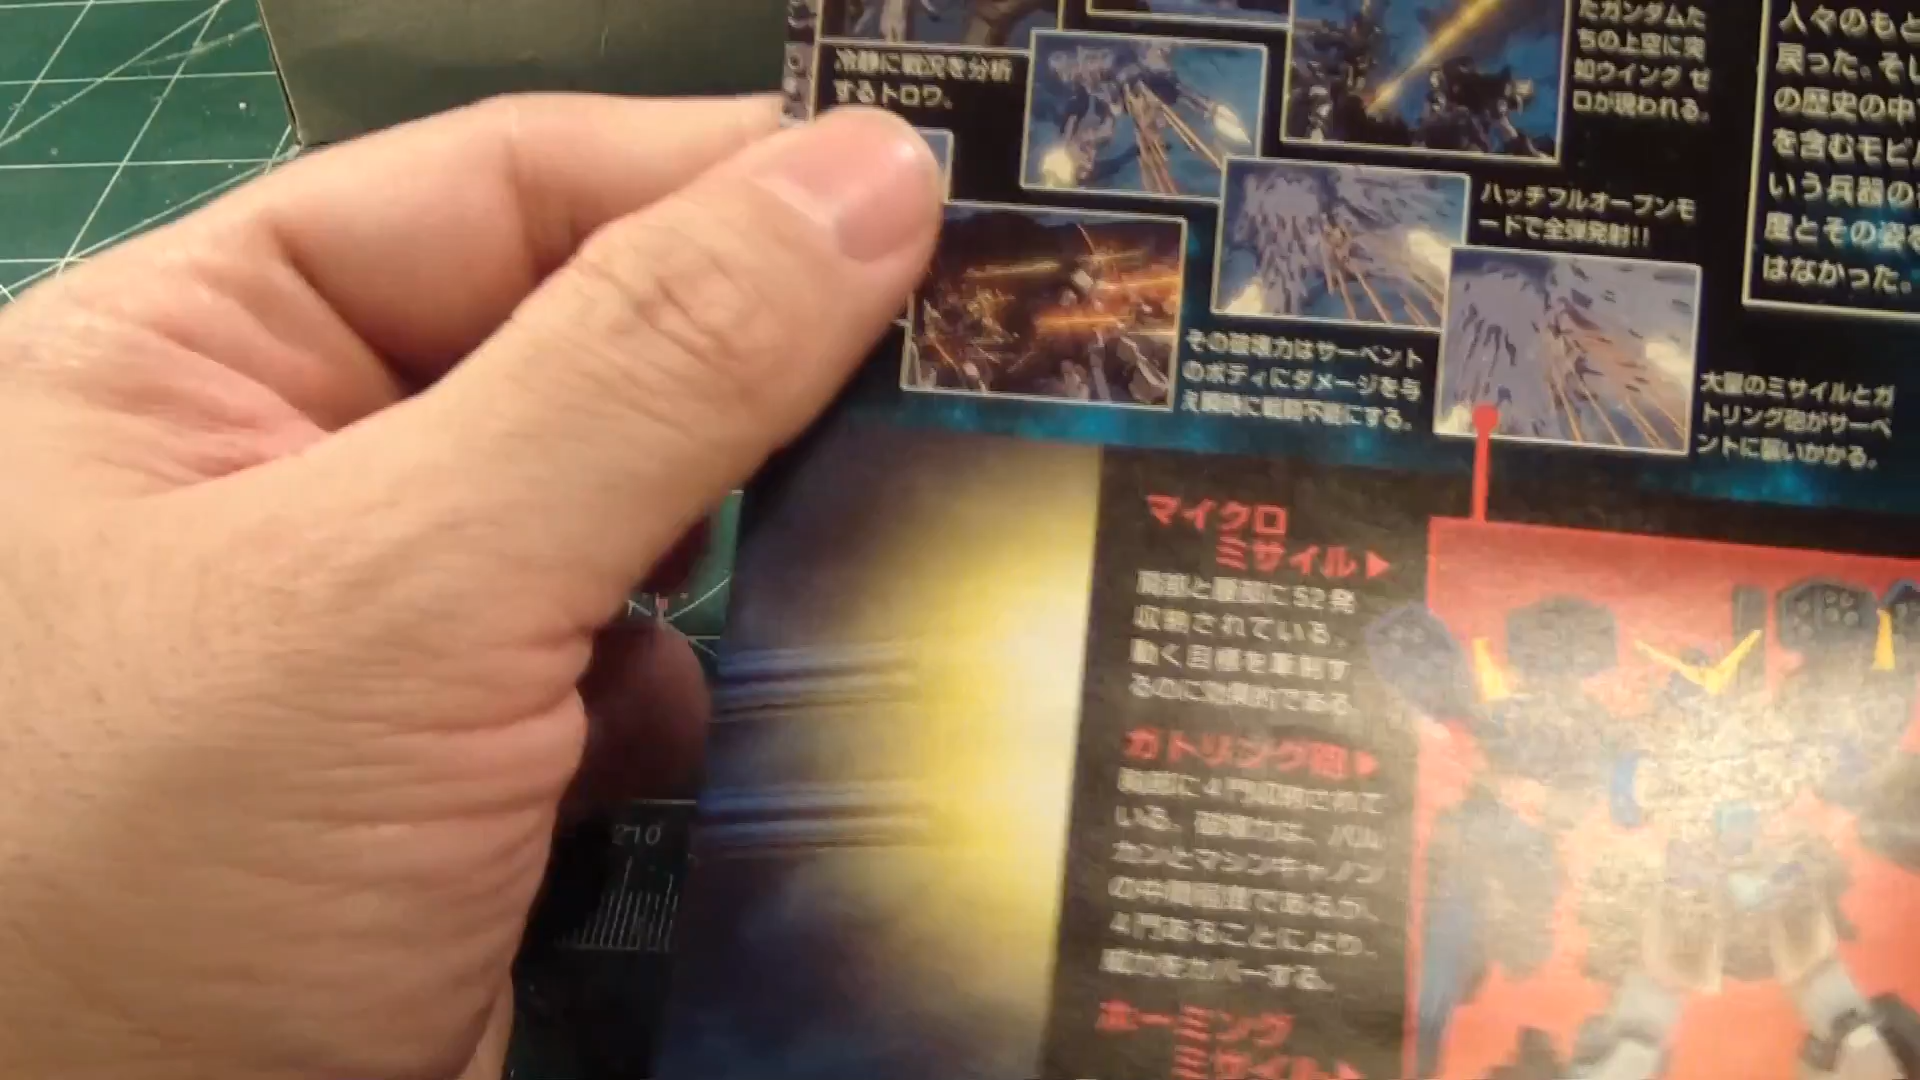 たガンダムた
ちの上空に突
如ウイング ゼ
ロが現われる。
人々のもと
戻った。そし
の歴史の中
を含むモビル
いう兵器の
度とその姿を
はなかった。
冷静に戦況を分析
するトロワ。
ハッチフルオープンモ
ードで全弾発射!!
その破壊力はサーペント
のボディにダメージを与
え瞬時に戦闘不能にする。
大量のミサイルとガ
トリング砲がサーペ
ントに襲いかかる。
マイクロ
ミサイル▶
肩部と腰部に52発
収納されている。
動く目標を牽制す
るのに効果的である
ガトリング砲▶
胸部に4門収納されて
いる。破壊力は、バル
カンとマシンキャノン
の中間程度であるが、
4門あることにより、
威力をカバーする。
ホーミング
ミサイル▶
210